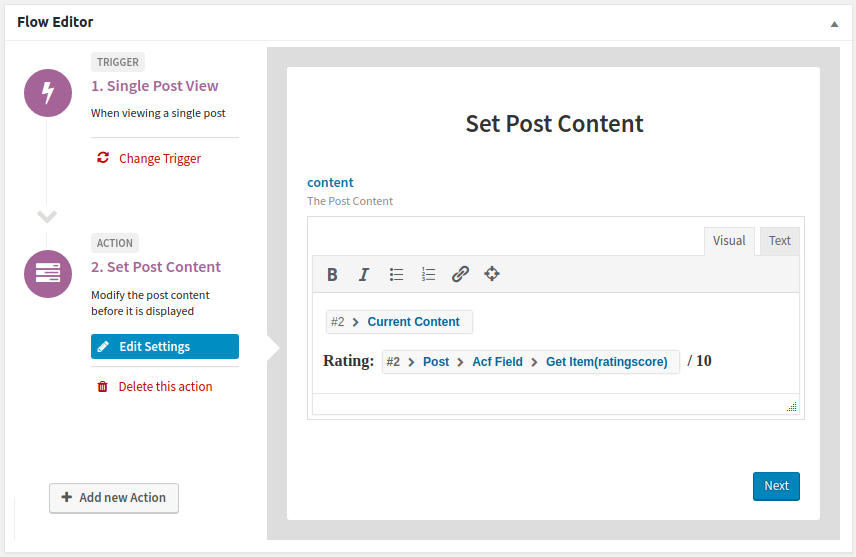 Flow Editor
TRIGGER
1. Single Post View
When viewing a single post
Change Trigger
ACTION
2. Set Post Content
Modify the post content
before it is displayed
Edit Settings
Delete this action
Add new Action
Set Post Content
content
The Post Content
Visual Text
B I
#2 > Current Content
Rating: #2 > Post > Acf Field > Get Item(ratingscore) / 10
Next